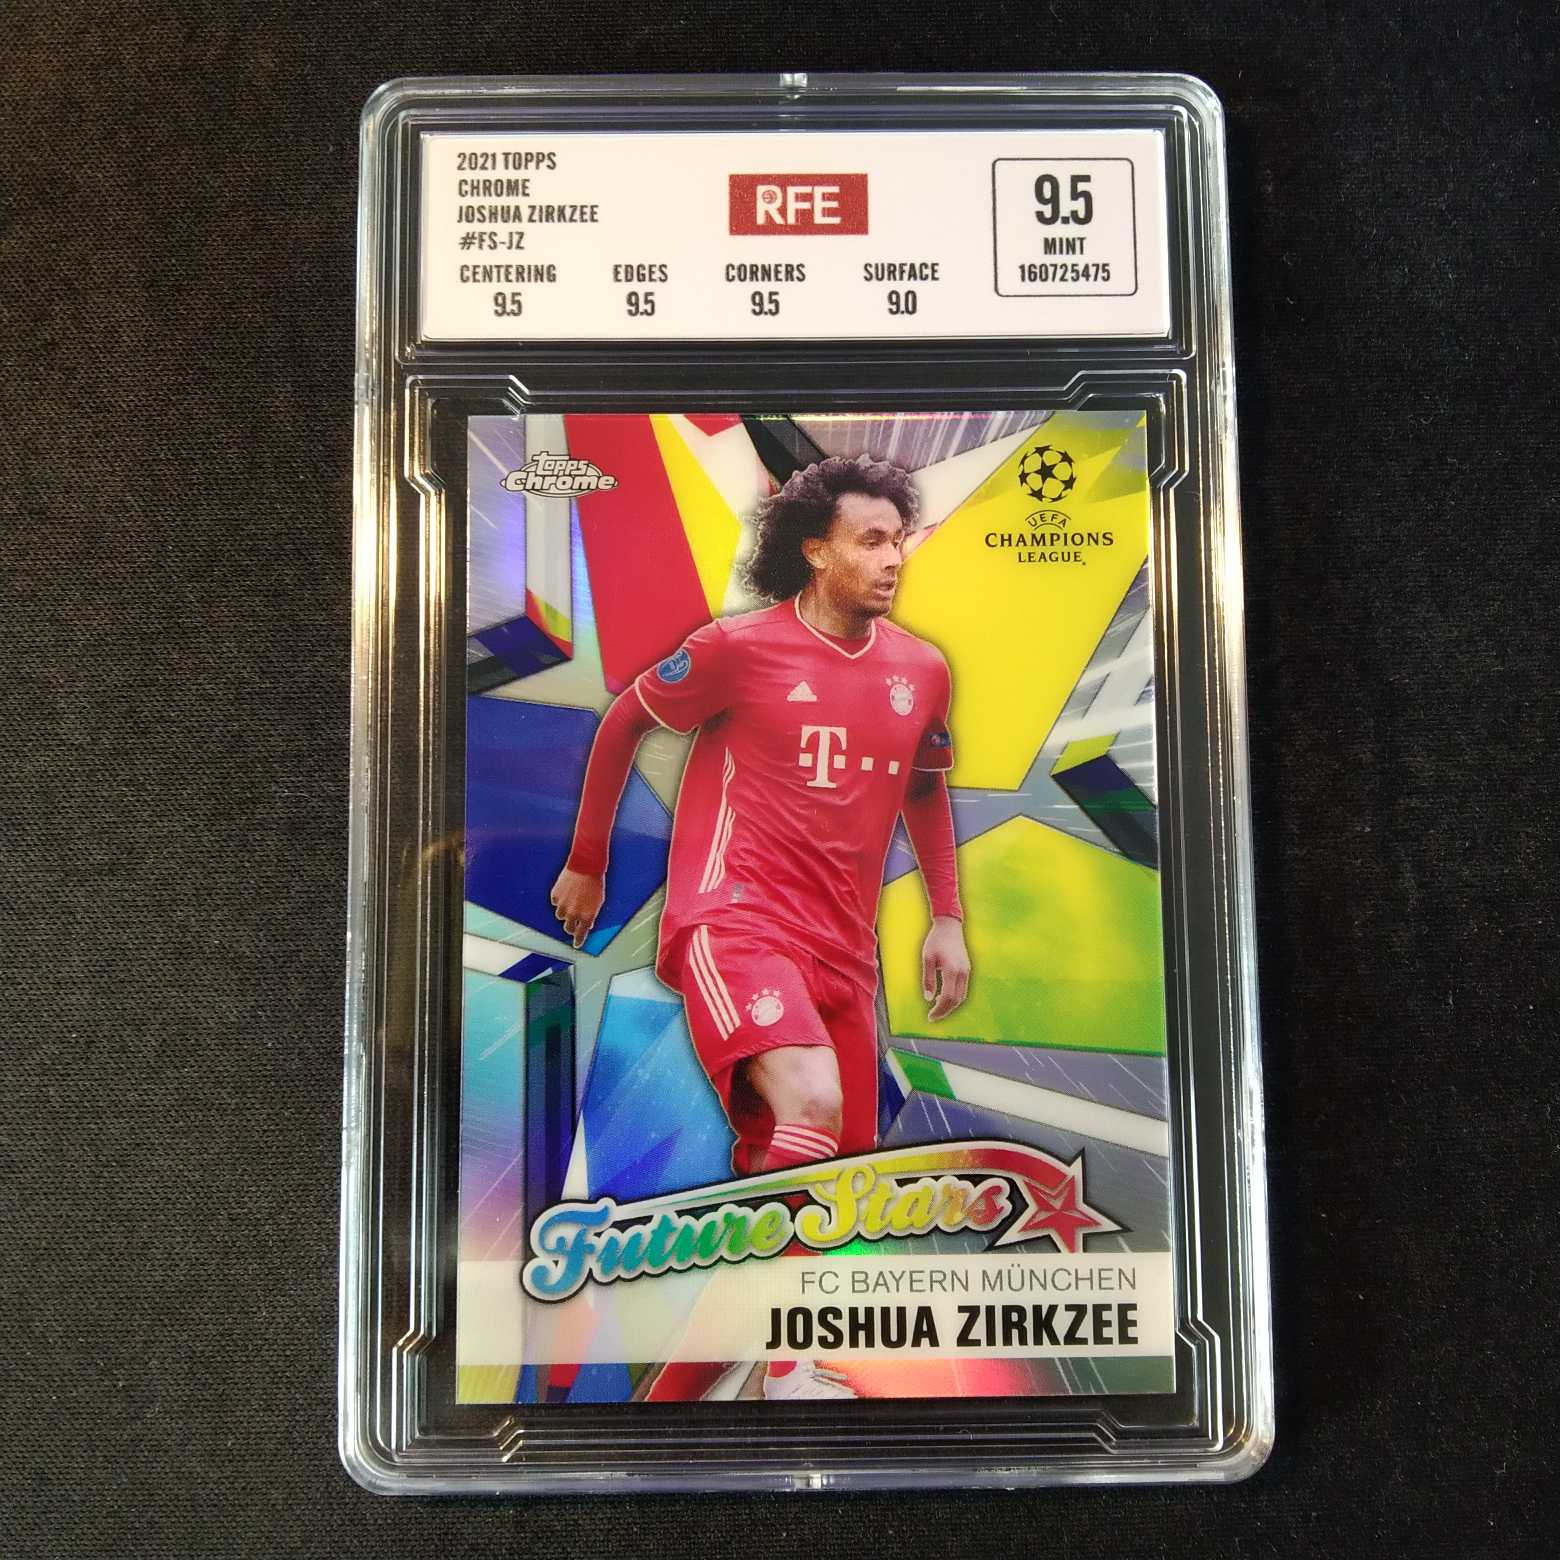 2021 TOPPS
CHROME
JOSHUA ZIRKZEE
#FS-JZ
RFE
9.5
MINT
160725475
CENTERING EDGES CORNERS SURFACE
9.5 9.5 9.5 9.0
topps
Chrome
UEFA
CHAMPIONS
LEAGUE
T
Future Stars
FC BAYERN MÜNCHEN
JOSHUA ZIRKZEE